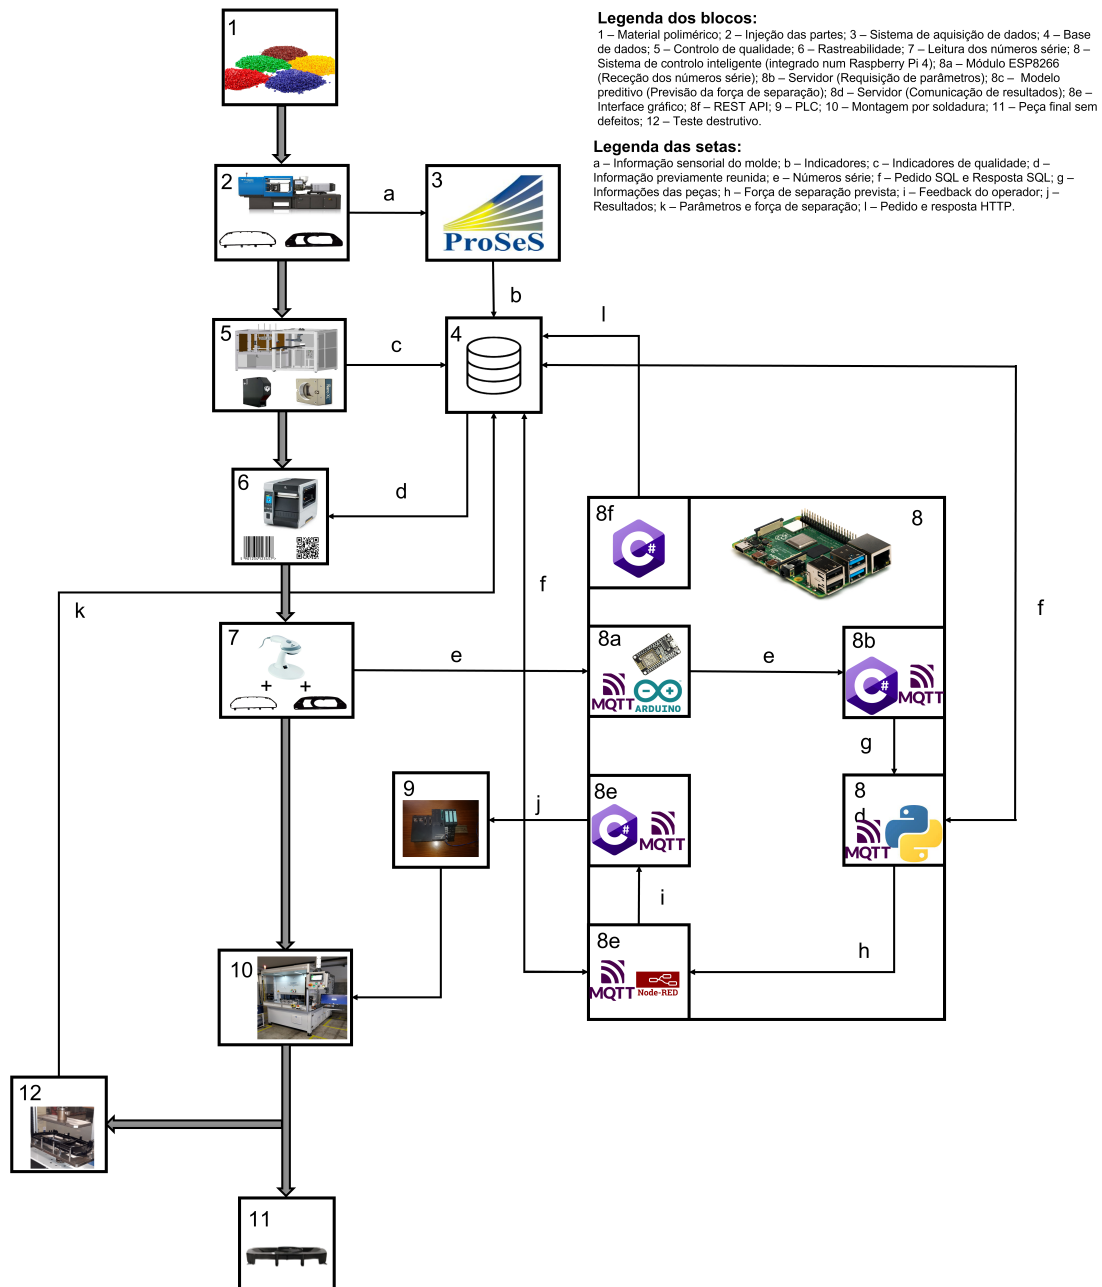 Legenda dos blocos:
1 – Material polimérico; 2 – Injeção das partes; 3 – Sistema de aquisição de dados; 4 – Base
de dados; 5 – Controlo de qualidade; 6 – Rastreabilidade; 7 – Leitura dos números série; 8 –
Sistema de controlo inteligente (integrado num Raspberry Pi 4); 8a – Módulo ESP8266
(Receção dos números série); 8b – Servidor (Requisição de parâmetros); 8c – Modelo
preditivo (Previsão da força de separação); 8d – Servidor (Comunicação de resultados); 8e –
Interface gráfico; 8f – REST API; 9 – PLC; 10 – Montagem por soldadura; 11 – Peça final sem
defeitos; 12 – Teste destrutivo.
Legenda das setas:
a – Informação sensorial do molde; b – Indicadores; c – Indicadores de qualidade; d –
Informação previamente reunida; e – Números série; f – Pedido SQL e Resposta SQL; g –
Informações das peças; h – Força de separação prevista; i – Feedback do operador; j –
Resultados; k – Parâmetros e força de separação; l – Pedido e resposta HTTP.
1
2
a
3
ProSeS
b
l
5
c
4
6
d
8f
C#
8
k
f
f
7
+ +
e
8a
MQTT
ARDUINO
e
8b
C#
MQTT
g
9
j
8e
C#
MQTT
8
d
MQTT
i
h
8e
MQTT
Node-RED
10
12
11